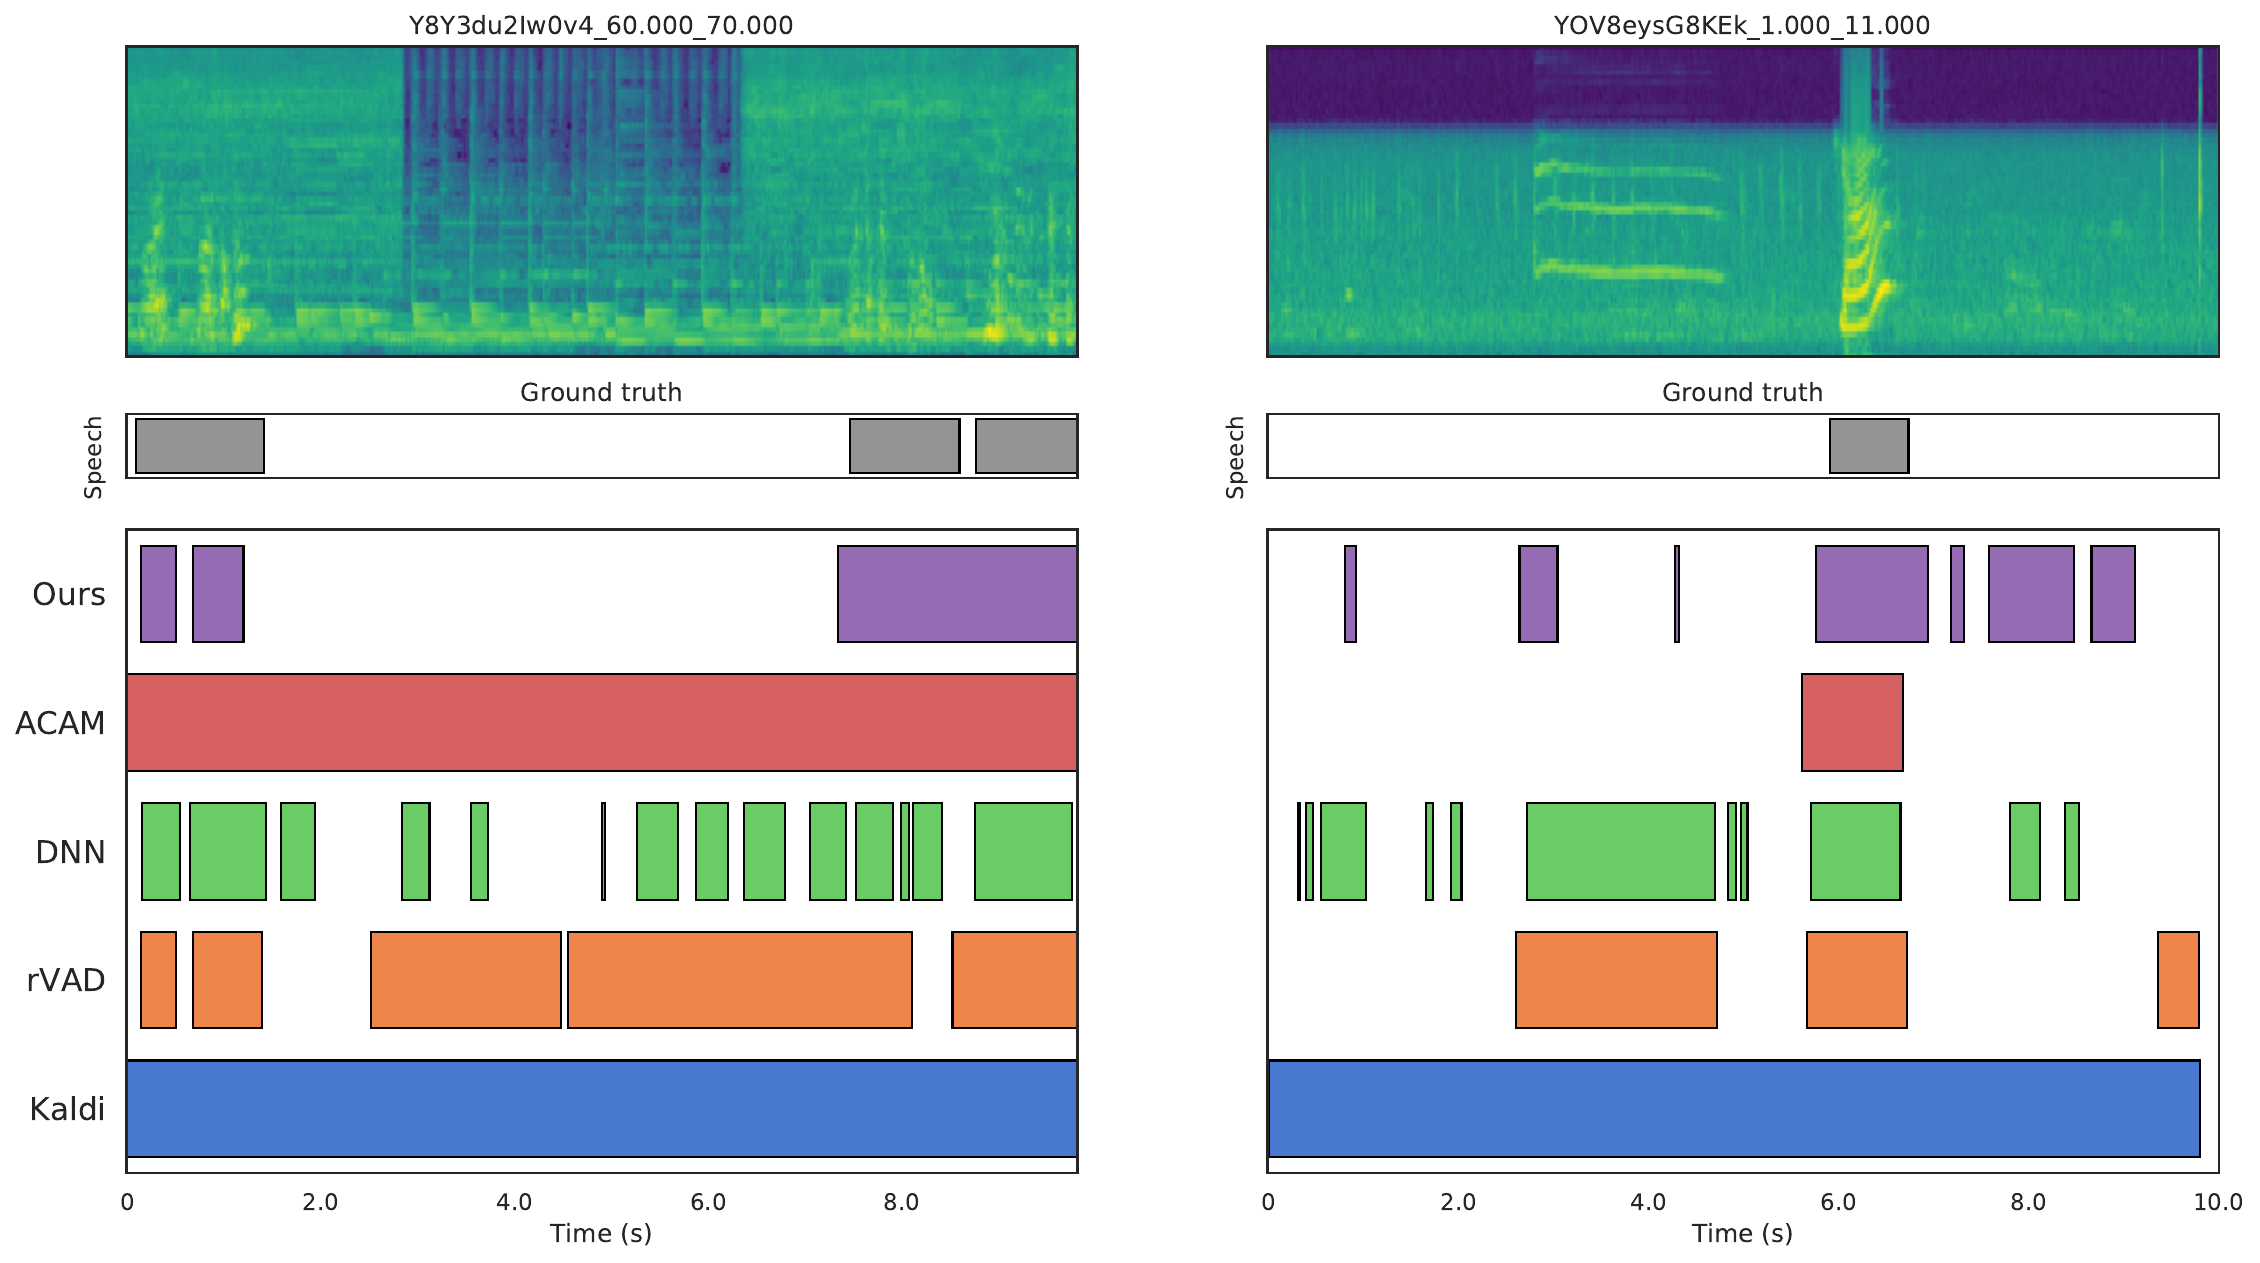 Y8Y3du2Iw0v4_60.000_70.000
Ground truth
Speech
Ours
ACAM
DNN
rVAD
Kaldi
0 2.0 4.0 6.0 8.0
Time (s)
YOV8eysG8KEk_1.000_11.000
Ground truth
Speech
0 2.0 4.0 6.0 8.0 10.0
Time (s)